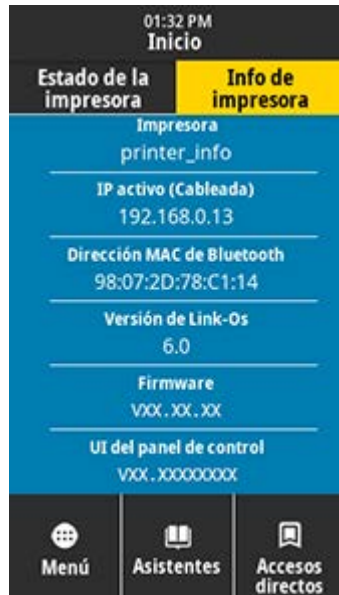 01:32 PM
Inicio
Estado de la
impresora
Info de
impresora
Impresora
printer_info
IP activo (Cableada)
192.168.0.13
Dirección MAC de Bluetooth
98:07:2D:78:C1:14
Versión de Link-Os
6.0
Firmware
VXX.XX.XX
UI del panel de control
VXX.XXXXXXXX
Menú
Asistentes
Accesos
directos